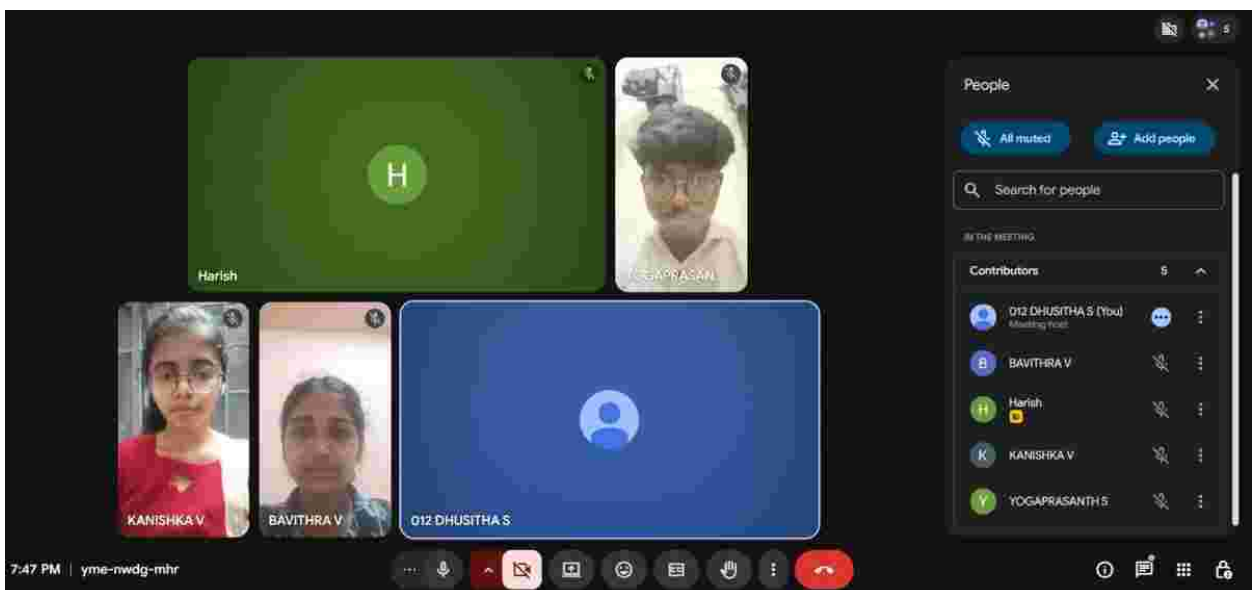 5
People
All muted
Add people
Search for people
IN THE MEETING
Contributors 5
012 DHUSITHA S (You)
Meeting host
B BAVITHRA V
H Harish
K KANISHKA V
Y YOGAPRASANTH S
H
Harish
YOGAPRASAN
KANISHKA V
BAVITHRA V
012 DHUSITHA S
7:47 PM | yme-nwdg-mhr